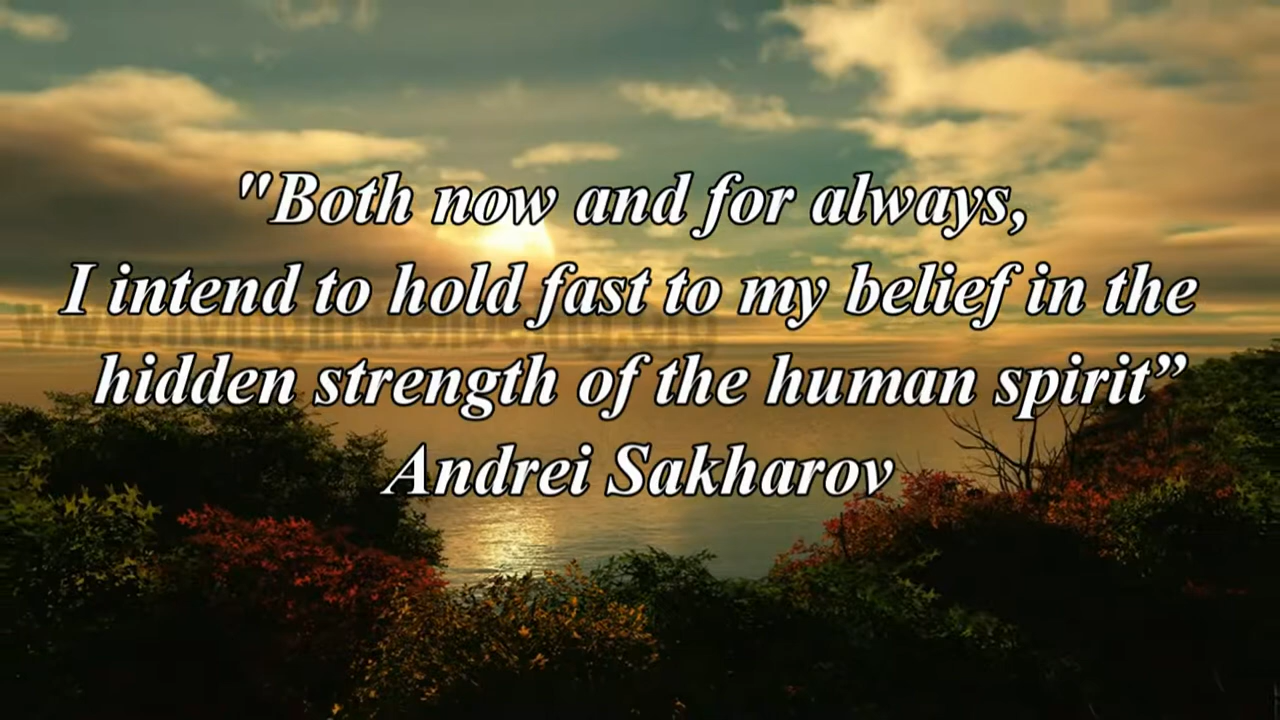 "Both now and for always,
I intend to hold fast to my belief in the
hidden strength of the human spirit”
Andrei Sakharov